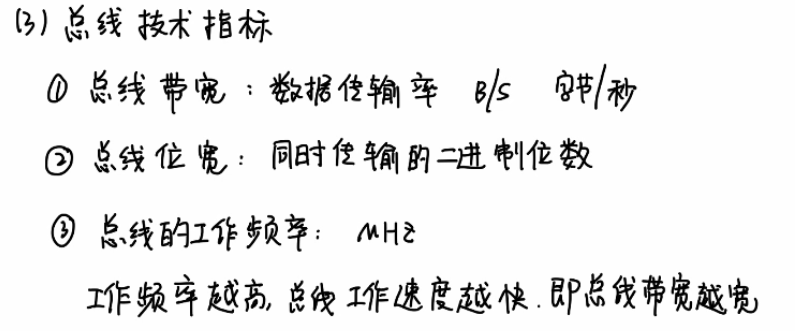 (3) 总线技术指标
① 总线带宽：数据传输率 B/S 字节/秒
② 总线位宽：同时传输的二进制位数
③ 总线的工作频率： MHZ
工作频率越高, 总线工作速度越快.即总线带宽越宽